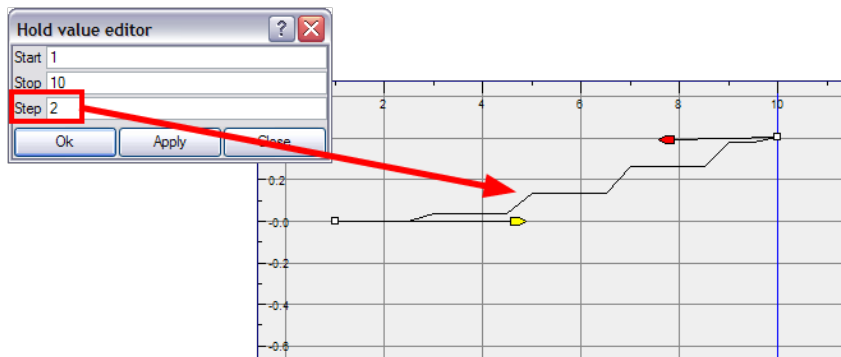 Hold value editor
?
Start 1
Stop 10
Step 2
Ok Apply Close
2 4 6 8 10
0.2
-0.0
-0.2
-0.4
-0.6